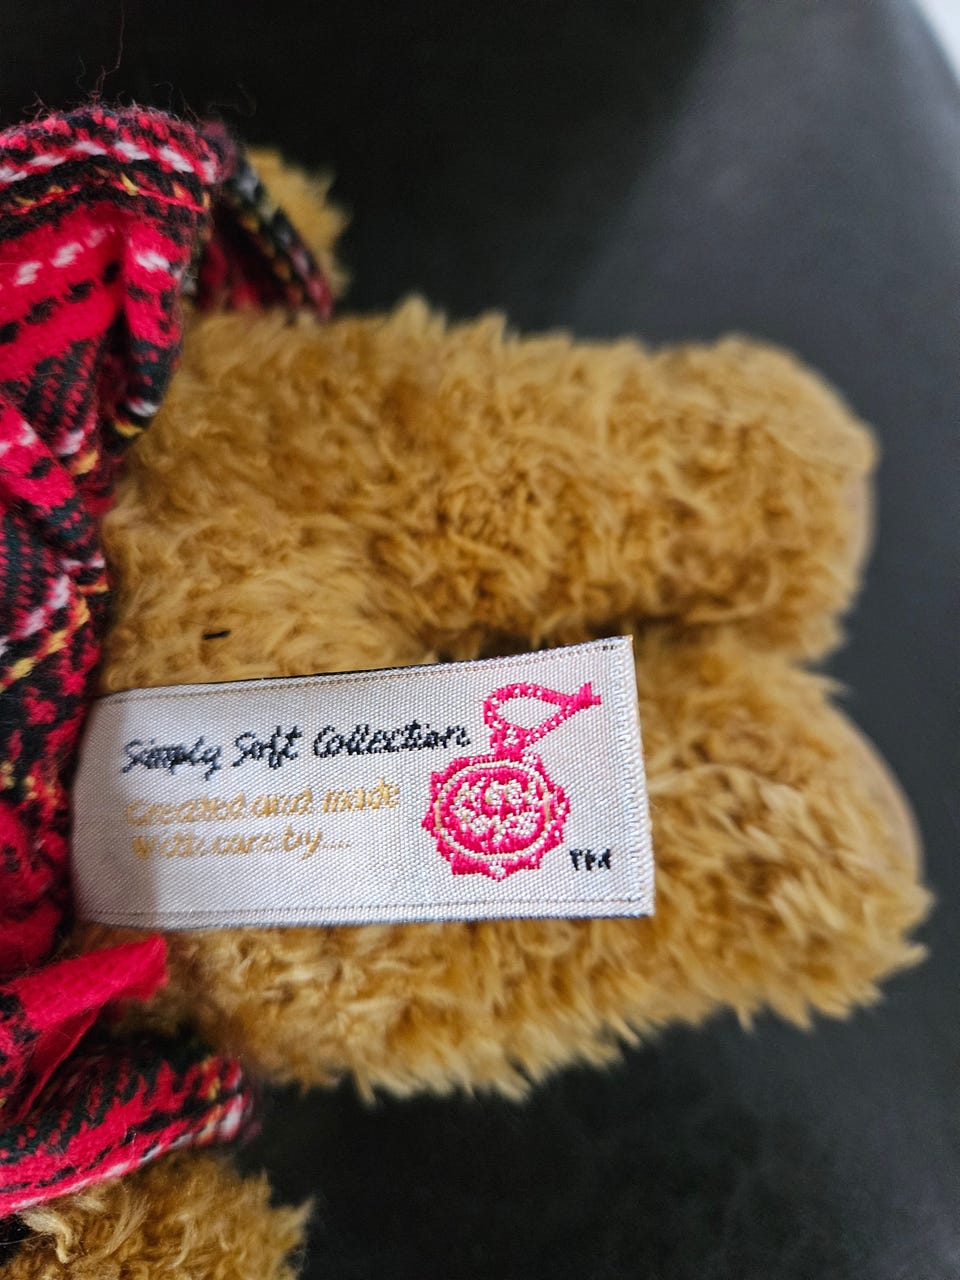 Simply Soft Collection
Created and made
with care by....
TM